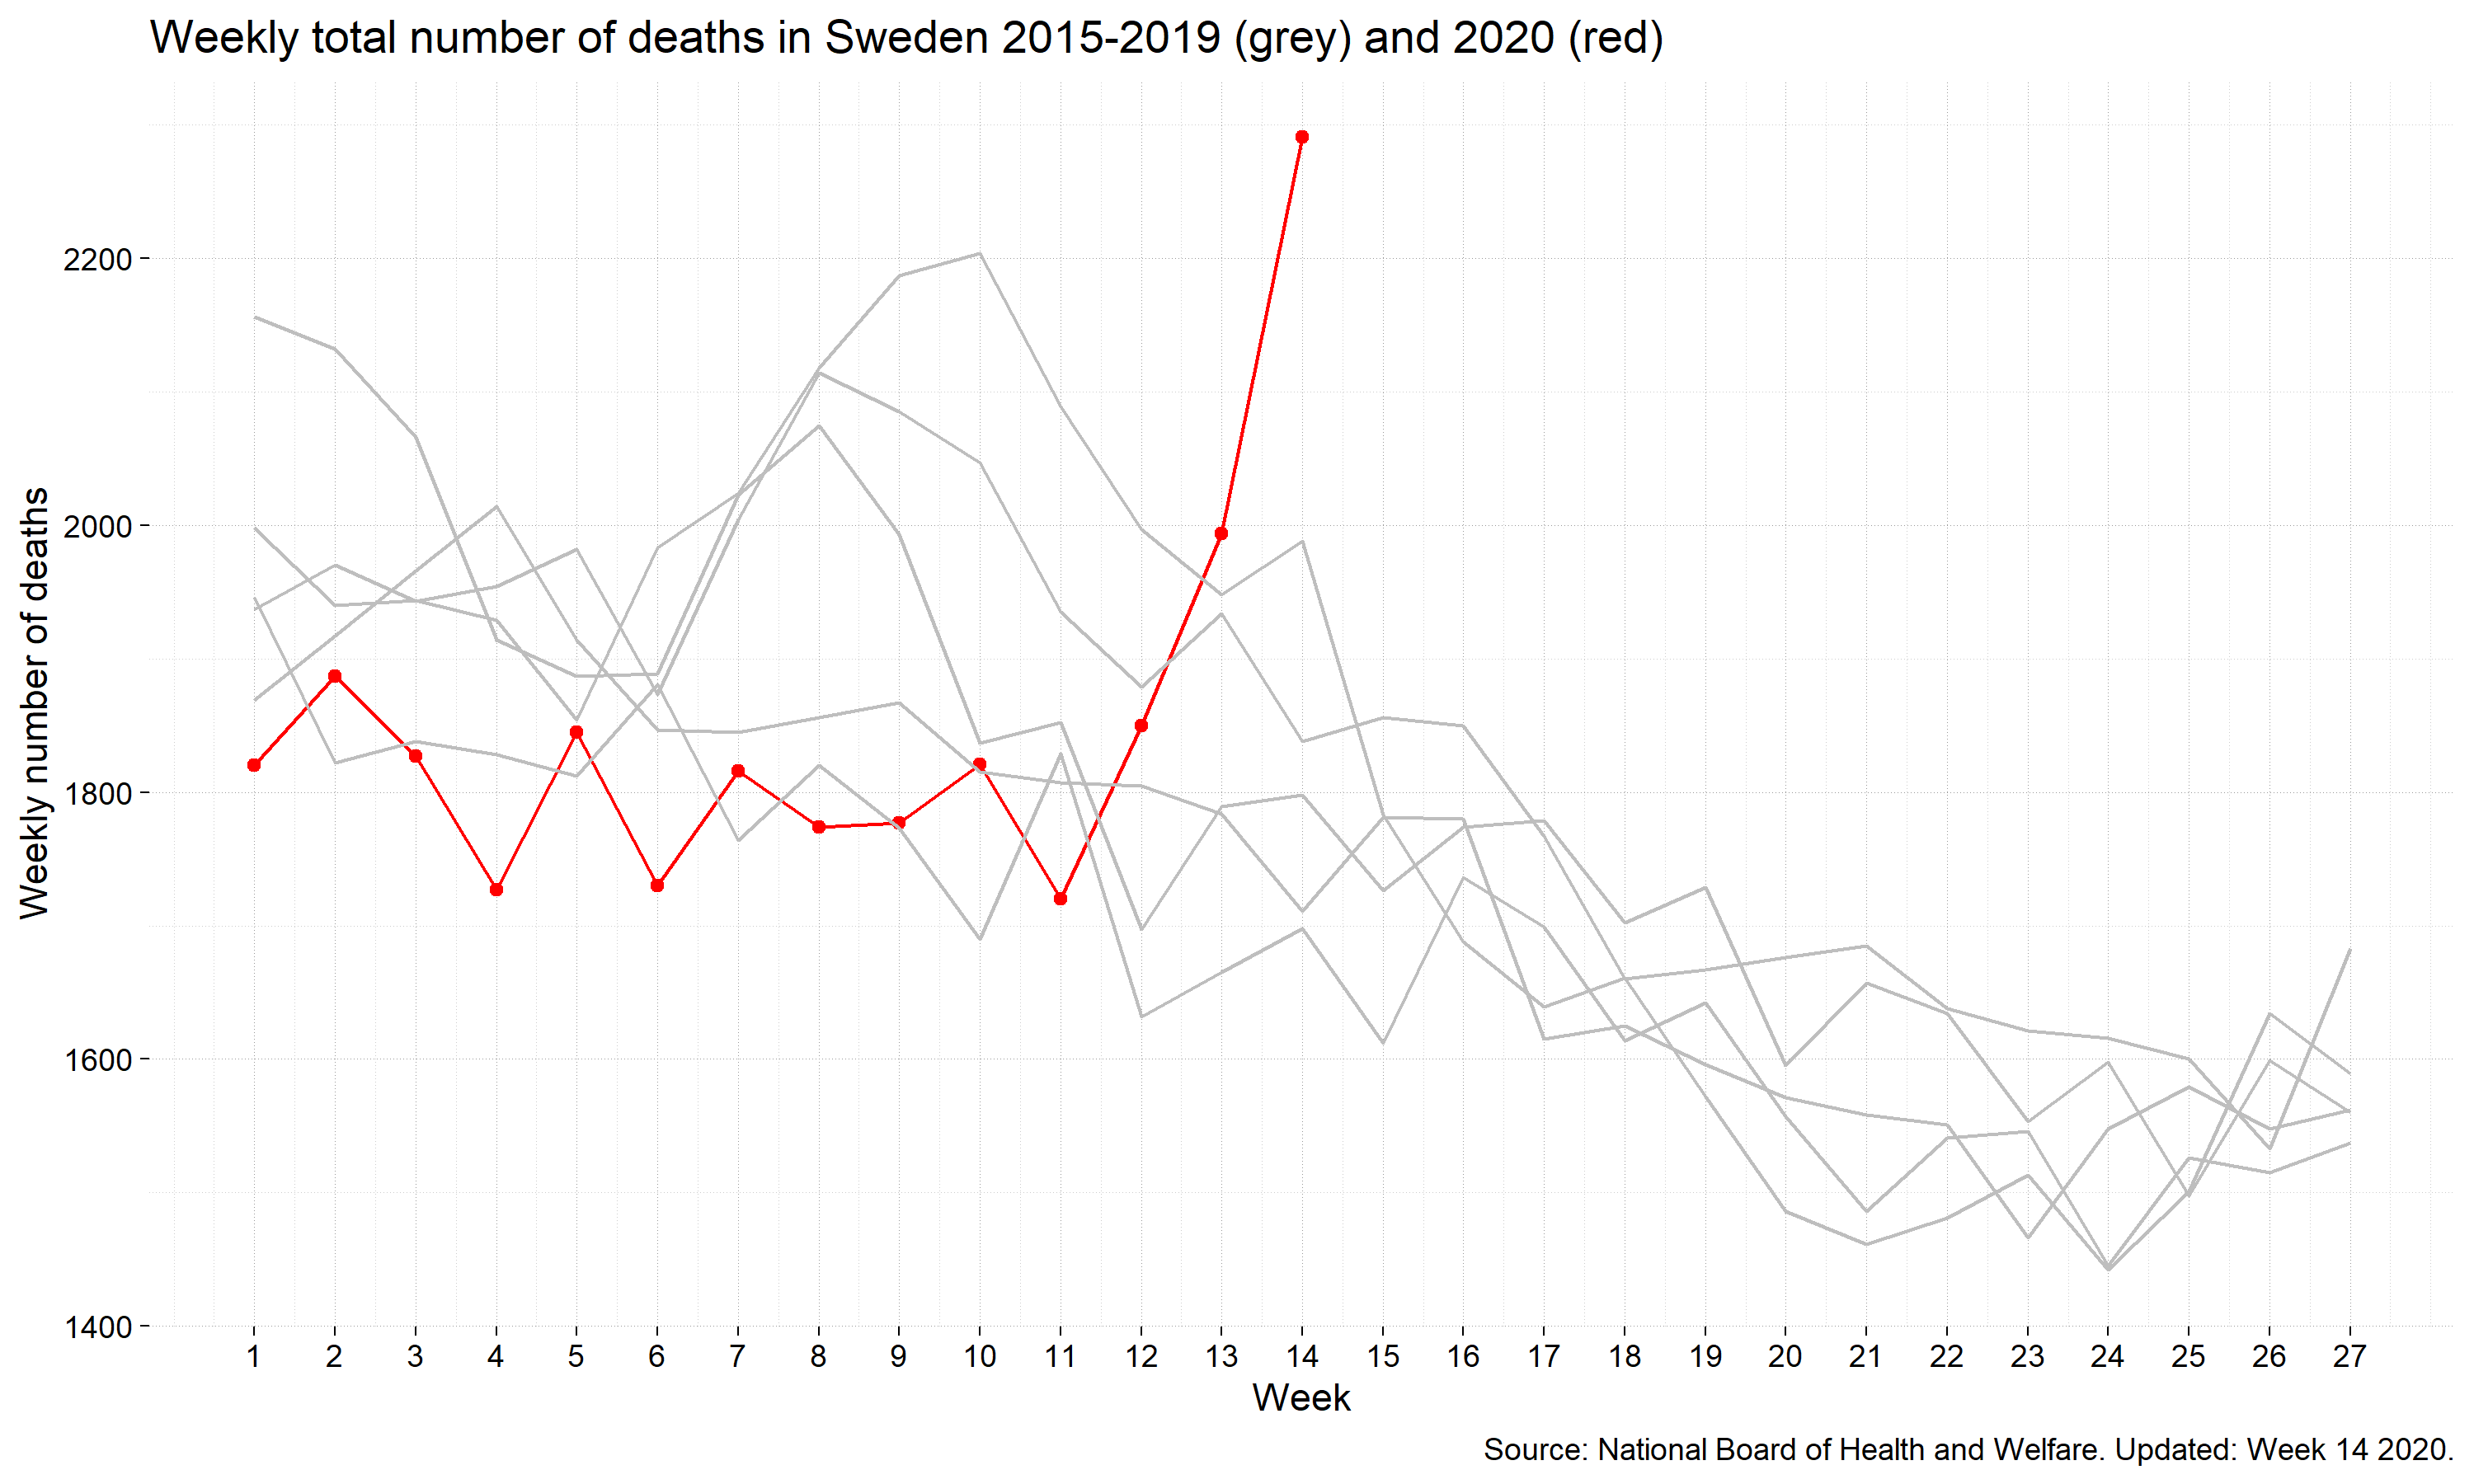 Weekly total number of deaths in Sweden 2015-2019 (grey) and 2020 (red)
Weekly number of deaths
2200
2000
1800
1600
1400
1 2 3 4 5 6 7 8 9 10 11 12 13 14 15 16 17 18 19 20 21 22 23 24 25 26 27
Week
Source: National Board of Health and Welfare. Updated: Week 14 2020.